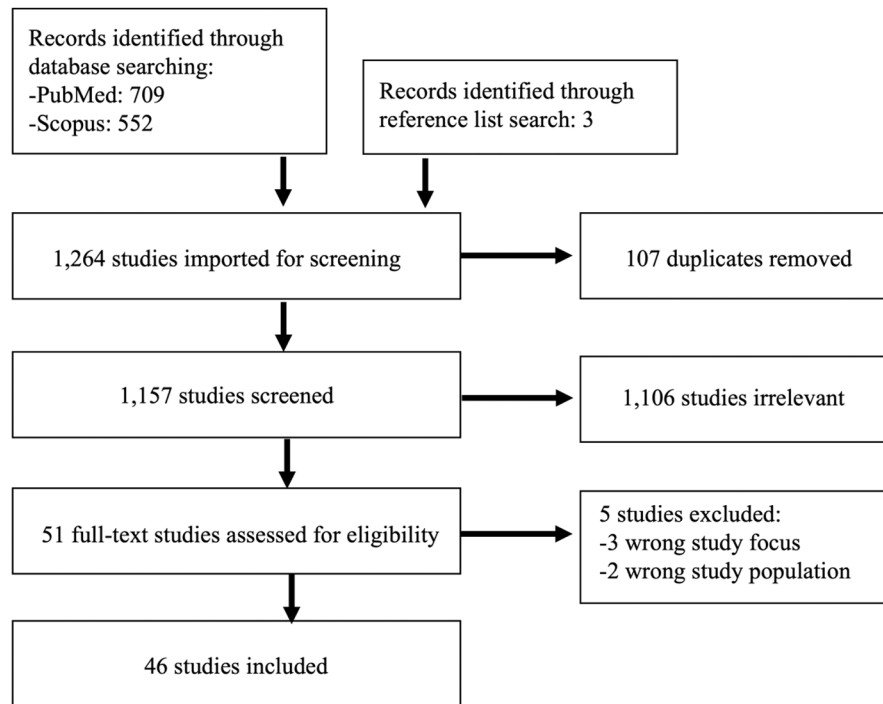 Records identified through
database searching:
-PubMed: 709
-Scopus: 552
Records identified through
reference list search: 3
1,264 studies imported for screening
107 duplicates removed
1,157 studies screened
1,106 studies irrelevant
51 full-text studies assessed for eligibility
5 studies excluded:
-3 wrong study focus
-2 wrong study population
46 studies included